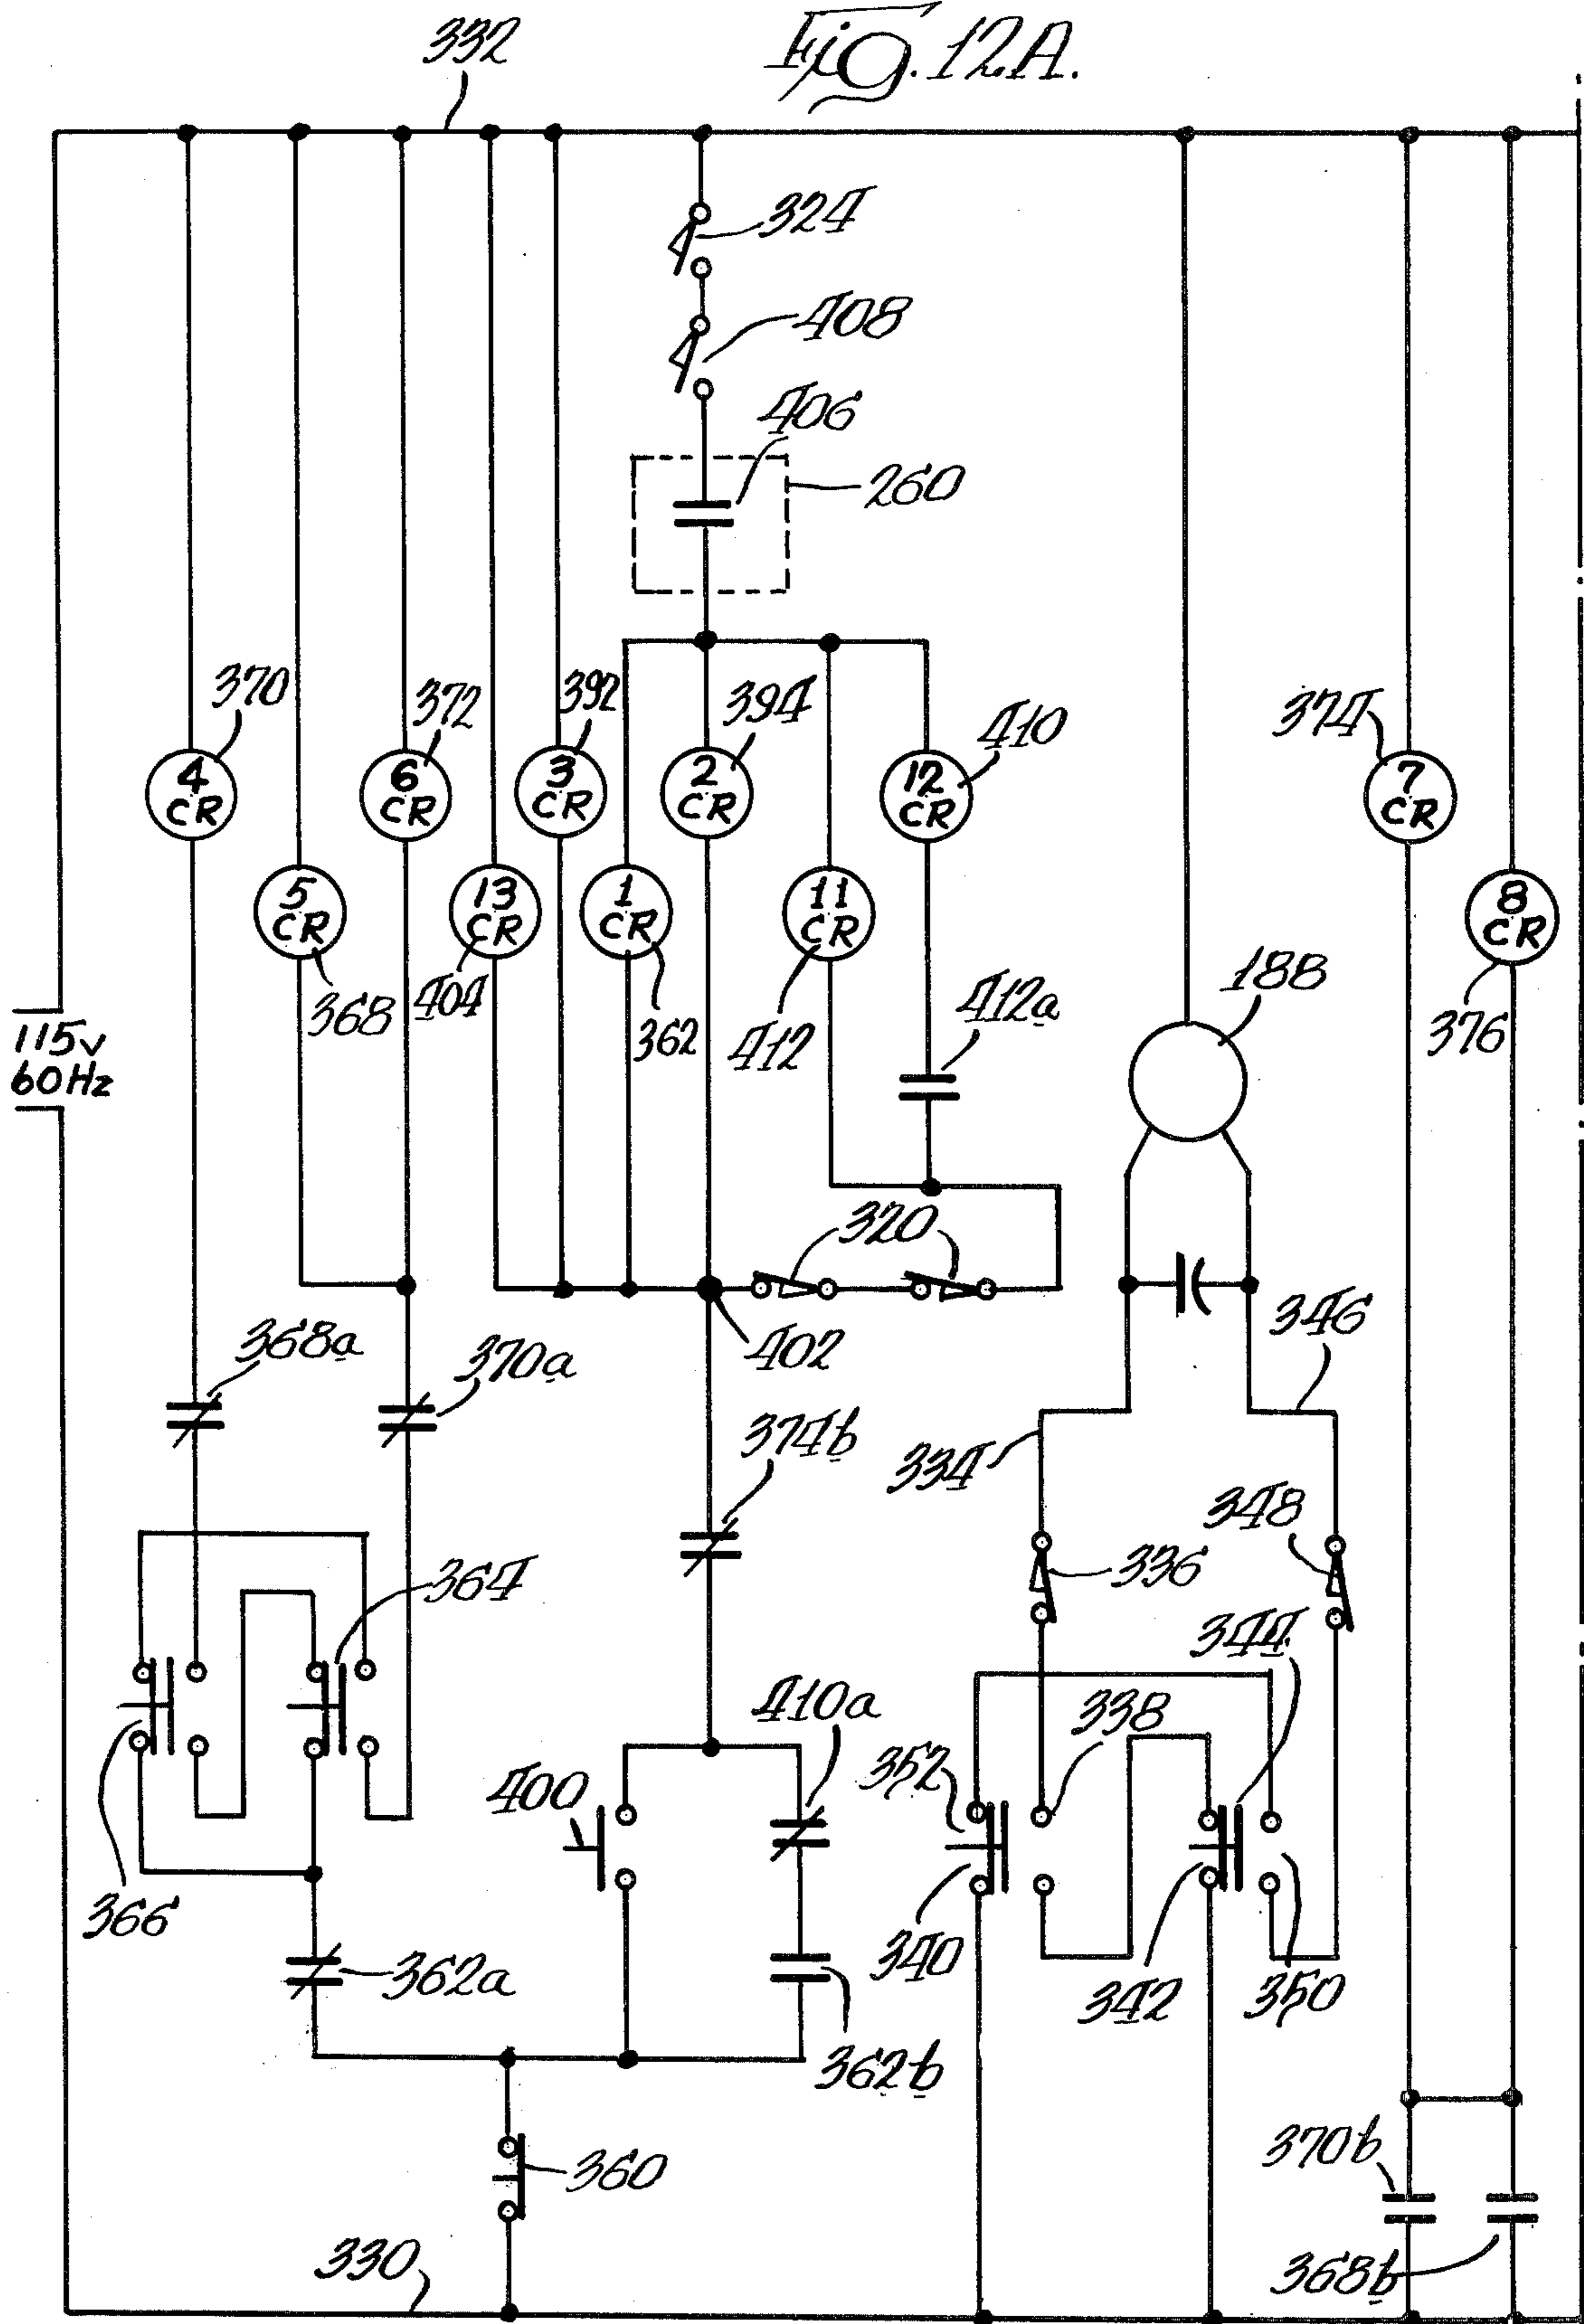 Fig. 12A.
332
324
408
406
260
370
372
392
394
410
374
4 CR
6 CR
3 CR
2 CR
12 CR
7 CR
5 CR
13 CR
1 CR
11 CR
8 CR
368
404
362
412
412a
188
376
115v
60Hz
320
346
368a
370a
402
374b
334
348
336
364
344
410a
338
352
400
366
340
362a
342
350
362b
370b
360
330
368b